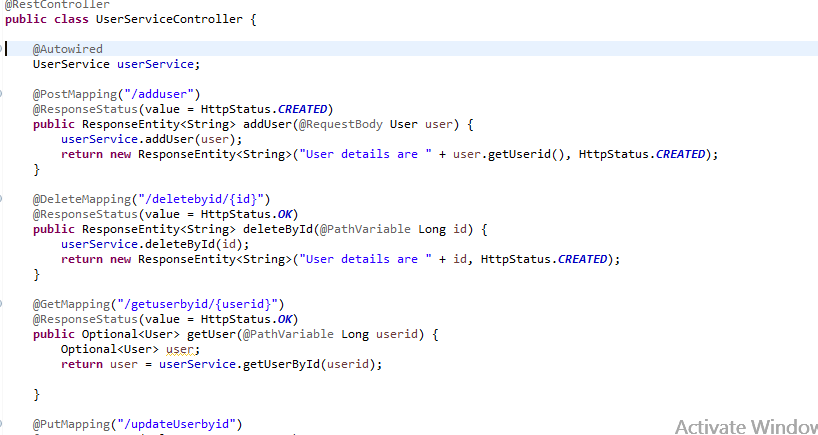 @RestController
public class UserServiceController {
@Autowired
UserService userService;
@PostMapping("/adduser")
@ResponseStatus(value = HttpStatus.CREATED)
public ResponseEntity<String> addUser(@RequestBody User user) {
userService.addUser(user);
return new ResponseEntity<String>("User details are " + user.getUserid(), HttpStatus.CREATED);
}
@DeleteMapping("/deletebyid/{id}")
@ResponseStatus(value = HttpStatus.OK)
public ResponseEntity<String> deleteById(@PathVariable Long id) {
userService.deleteById(id);
return new ResponseEntity<String>("User details are " + id, HttpStatus.CREATED);
}
@GetMapping("/getuserbyid/{userid}")
@ResponseStatus(value = HttpStatus.OK)
public Optional<User> getUser(@PathVariable Long userid) {
Optional<User> user;
return user = userService.getUserById(userid);
}
@PutMapping("/updateUserbyid")
Activate Window